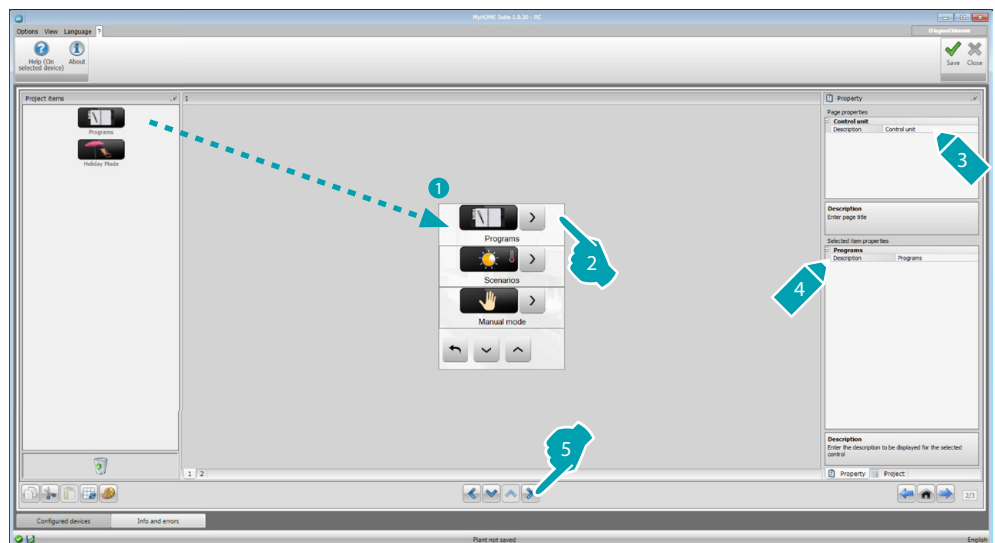 MyHOME Suite 1.0.20 - RC
Options View Language ?
Help (On
selected device)
About
Save Close
Project items
1
Property
Programs
Holiday Mode
Page properties
Control unit
Description Control unit
3
Description
Enter page title
1
Programs
2
Scenarios
Manual mode
Selected item properties
Programs
Description Programs
4
5
Description
Enter the description to be displayed for the selected
control
1 2
Property Project
2/3
Configured devices Info and errors
Plant not saved
English